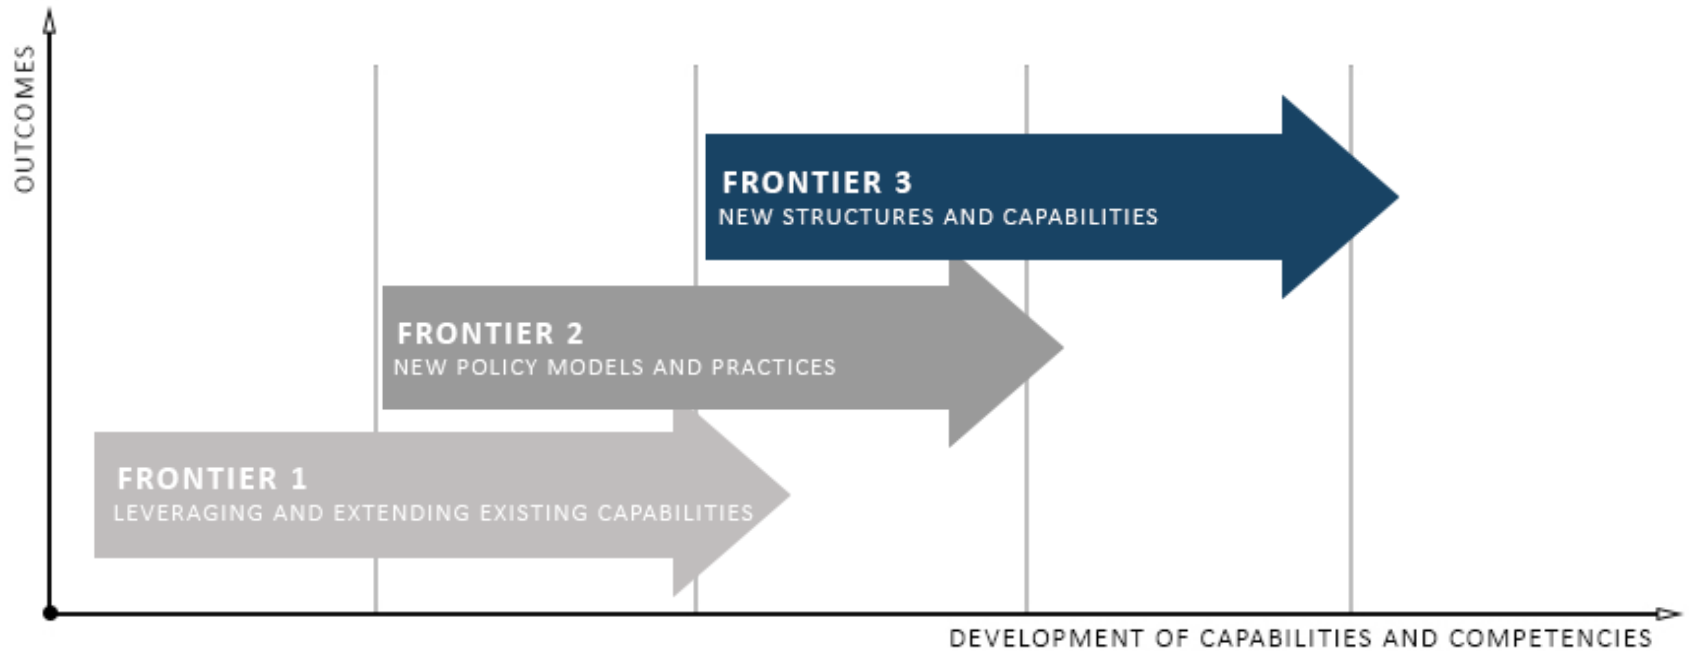 OUTCOMES
FRONTIER 3
NEW STRUCTURES AND CAPABILITIES
FRONTIER 2
NEW POLICY MODELS AND PRACTICES
FRONTIER 1
LEVERAGING AND EXTENDING EXISTING CAPABILITIES
DEVELOPMENT OF CAPABILITIES AND COMPETENCIES